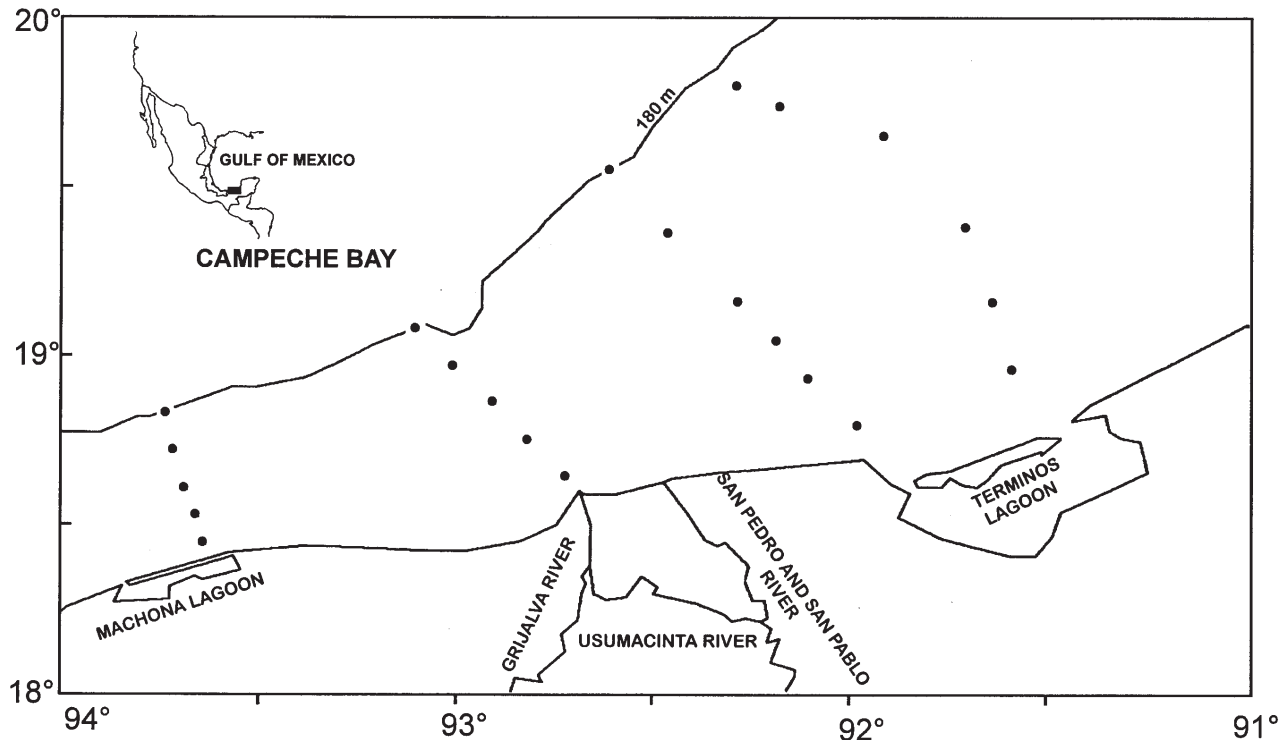 20°
180 m
GULF OF MEXICO
CAMPECHE BAY
19°
TERMINOS
LAGOON
SAN PEDRO AND SAN PABLO
RIVER
GRIJALVA RIVER
MACHONA LAGOON
USUMACINTA RIVER
18°
94°
93°
92°
91°